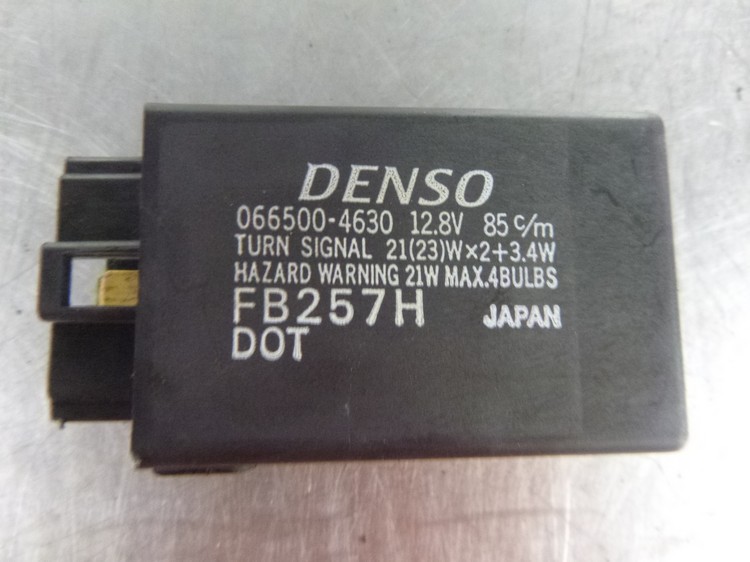 DENSO
066500-4630 12.8V 85 c/m
TURN SIGNAL 21(23)W×2+3.4W
HAZARD WARNING 21W MAX.4BULBS
FB257H JAPAN
DOT